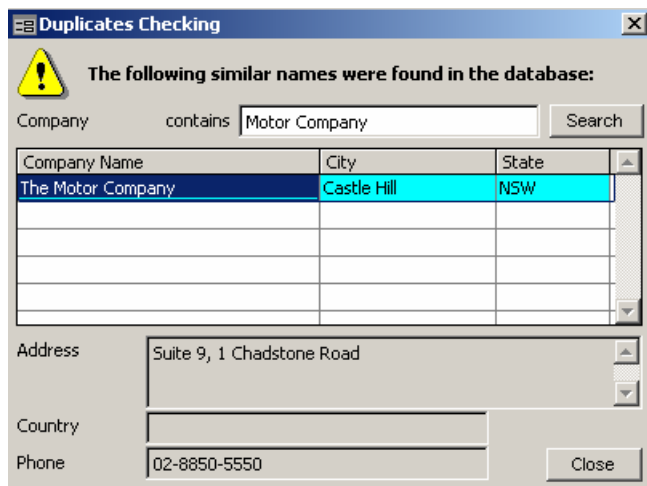 Duplicates Checking
The following similar names were found in the database:
Company contains Motor Company Search
Company Name City State
The Motor Company Castle Hill NSW
Address Suite 9, 1 Chadstone Road
Country
Phone 02-8850-5550 Close